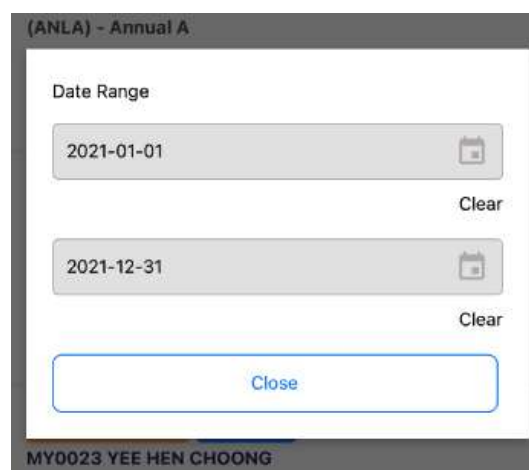 (ANLA) - Annual A
Date Range
2021-01-01
Clear
2021-12-31
Clear
Close
MY0023 YEE HEN CHOONG